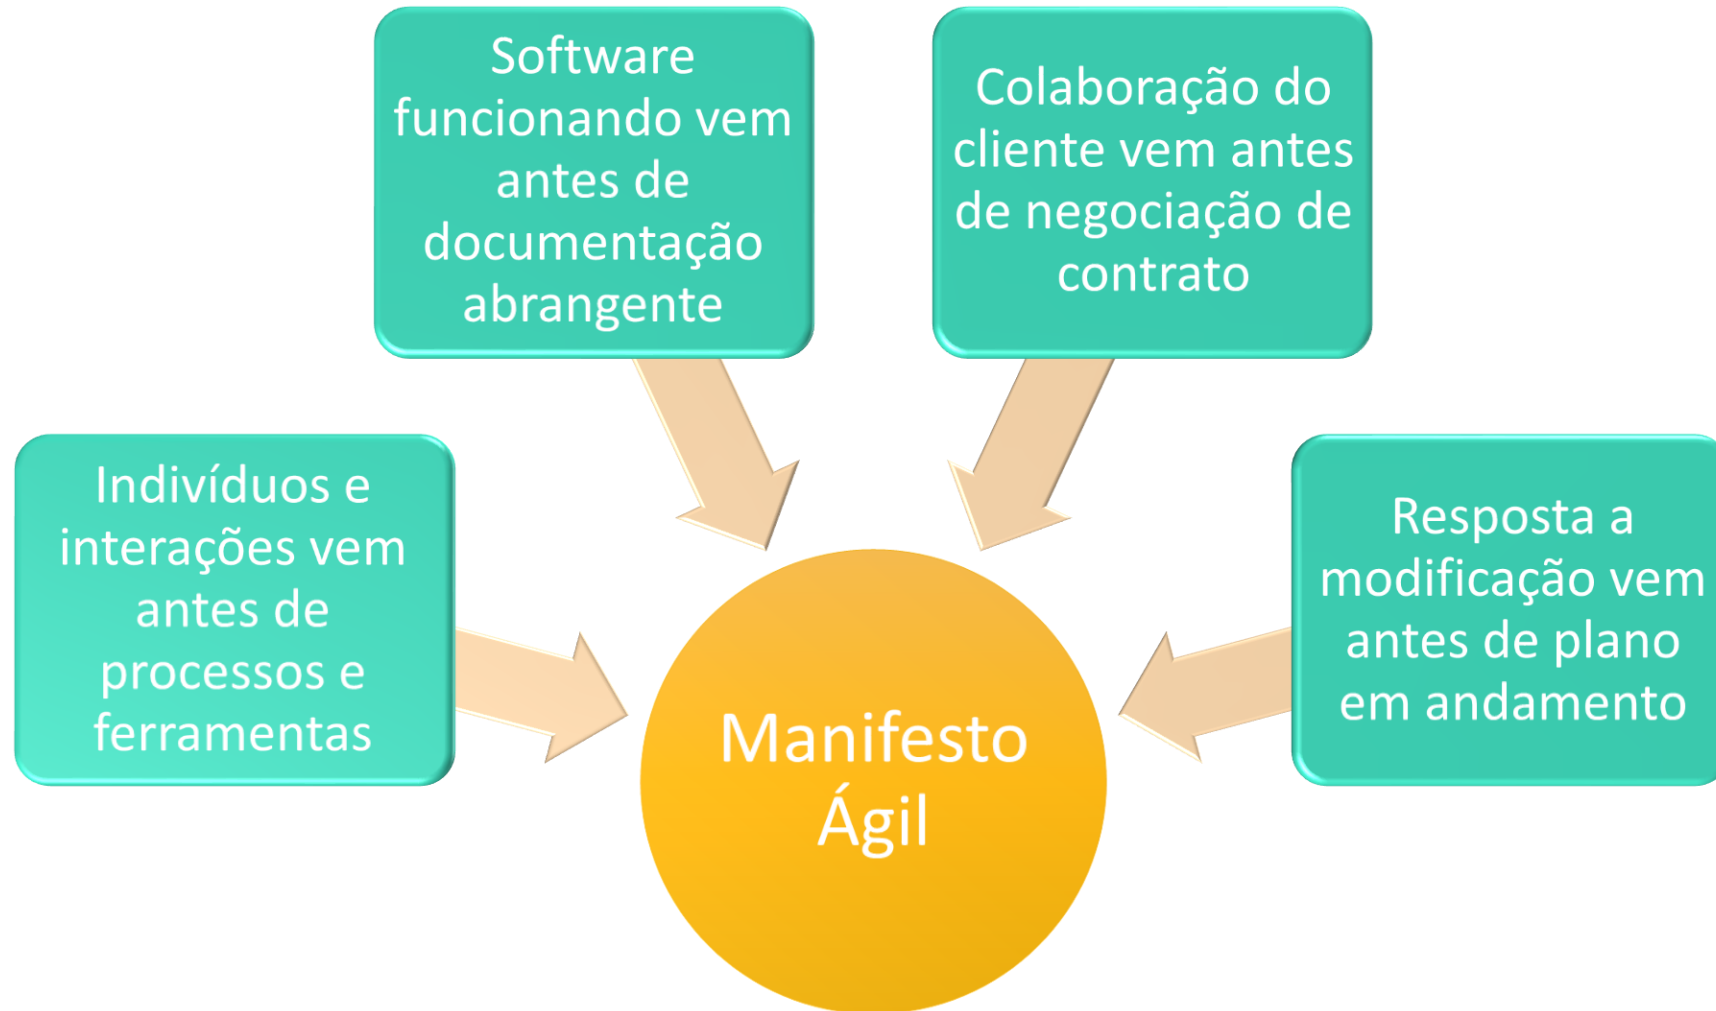 Software
funcionando vem
antes de
documentação
abrangente
Colaboração do
cliente vem antes
de negociação de
contrato
Indivíduos e
interações vem
antes de
processos e
ferramentas
Resposta a
modificação vem
antes de plano
em andamento
Manifesto
Ágil